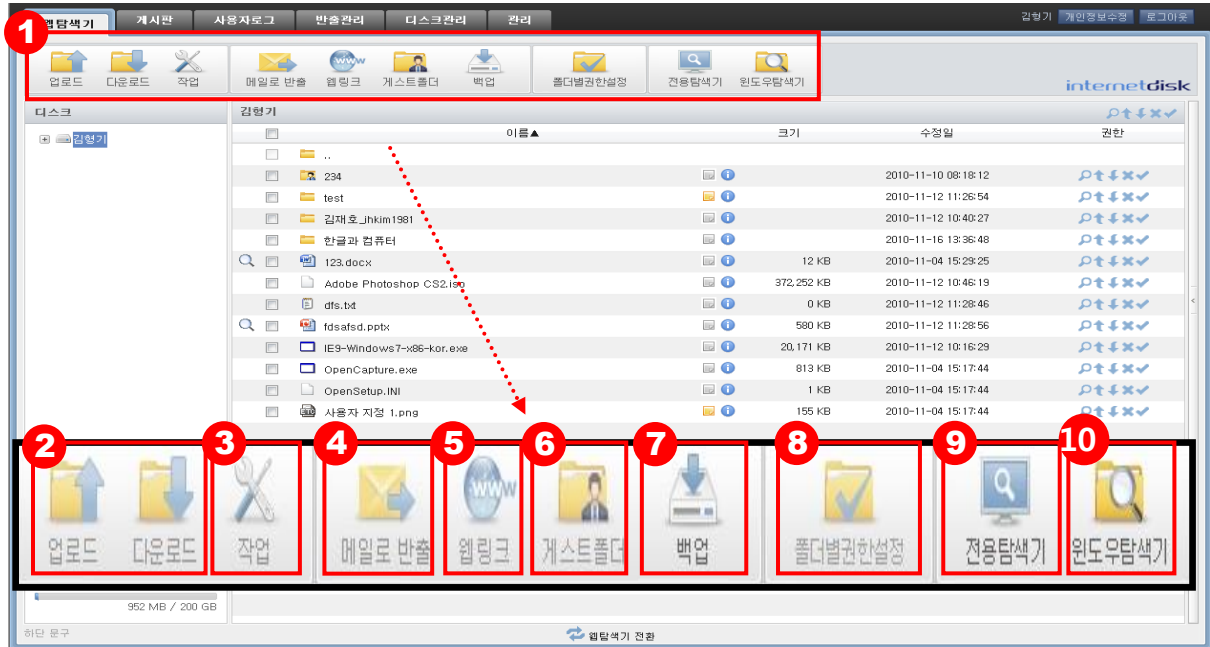 웹탐색기 게시판 사용자로그 반출관리 디스크관리 관리 김형기 개인정보수정 로그아웃
1
업로드 다운로드 작업 메일로 반출 웹링크 게스트폴더 백업 폴더별권한설정 전용탐색기 윈도우탐색기
internetdisk
디스크 김형기
김형기
이름▲ 크기 수정일 권한
..
234 2010-11-10 08:18:12
test 2010-11-12 11:26:54
김재호_jhkim1981 2010-11-12 10:40:27
한글과 컴퓨터 2010-11-16 13:36:48
123.docx 12 KB 2010-11-04 15:29:25
Adobe Photoshop CS2.iso 372,252 KB 2010-11-12 10:46:19
dfs.txt 0 KB 2010-11-12 11:28:46
fdsafsd.pptx 580 KB 2010-11-12 11:28:56
IE9-Windows7-x86-kor.exe 20,171 KB 2010-11-12 10:16:29
OpenCapture.exe 813 KB 2010-11-04 15:17:44
OpenSetup.INI 1 KB 2010-11-04 15:17:44
사용자 지정 1.png 155 KB 2010-11-04 15:17:44
2 3 4 5 6 7 8 9 10
www
업로드 다운로드 작업 메일로 반출 웹링크 게스트폴더 백업 폴더별권한설정 전용탐색기 윈도우탐색기
952 MB / 200 GB
하단 문구 웹탐색기 전환